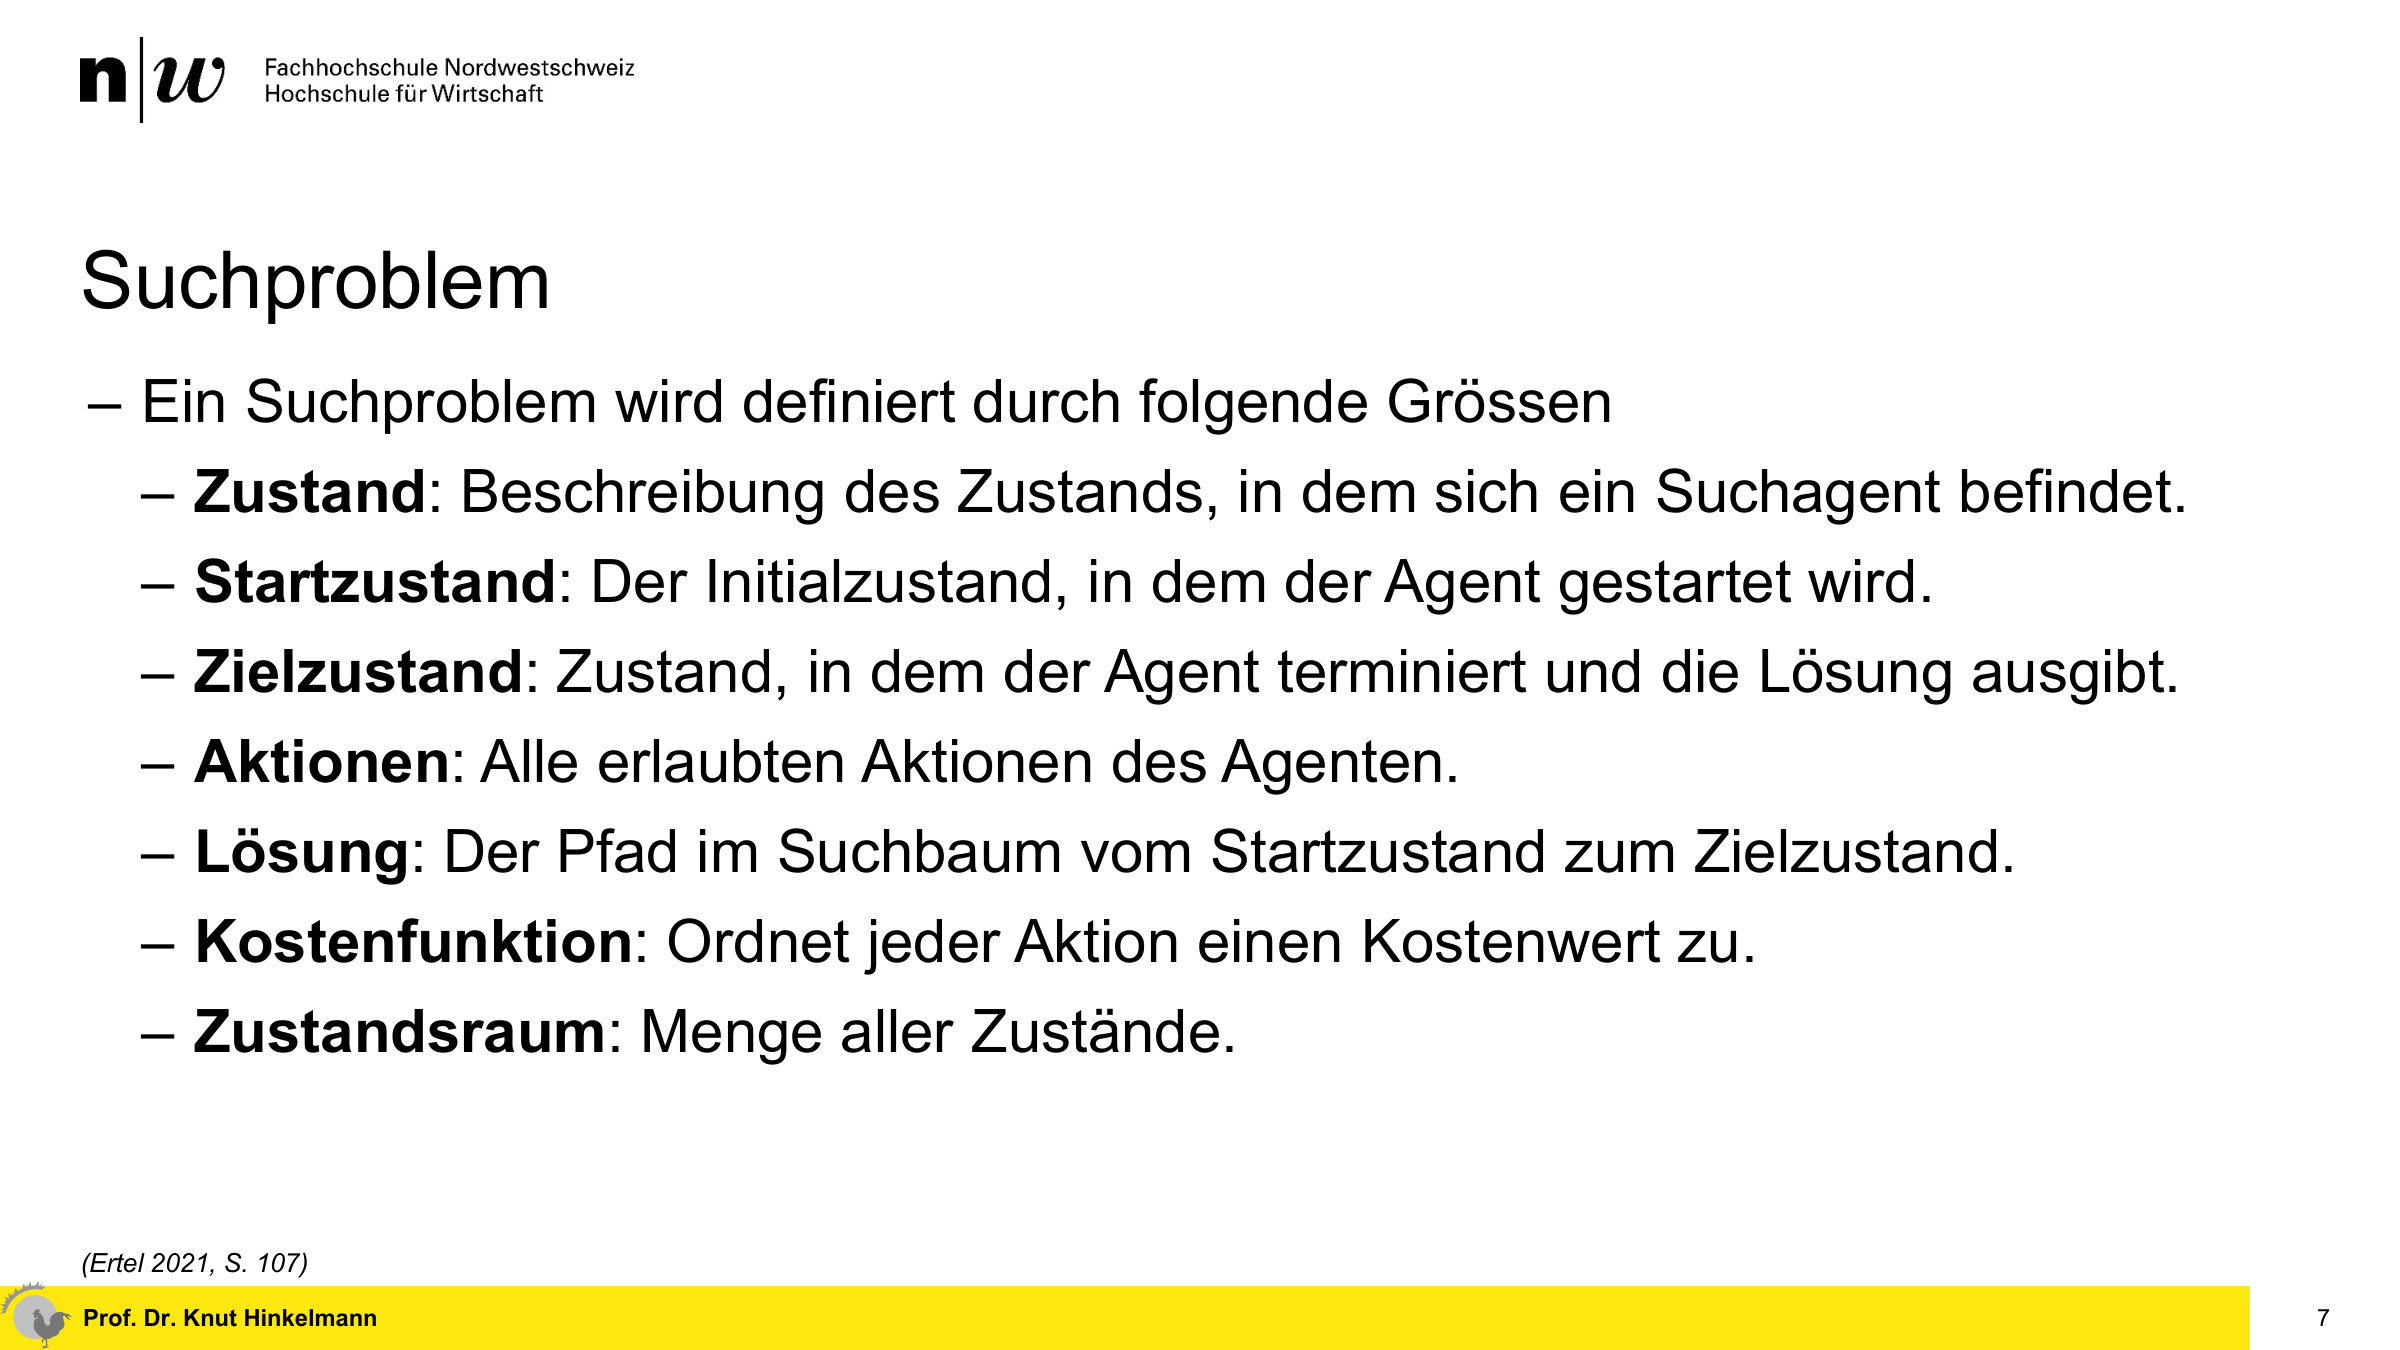 n|w Fachhochschule Nordwestschweiz
Hochschule für Wirtschaft
Suchproblem
– Ein Suchproblem wird definiert durch folgende Grössen
– Zustand: Beschreibung des Zustands, in dem sich ein Suchagent befindet.
– Startzustand: Der Initialzustand, in dem der Agent gestartet wird.
– Zielzustand: Zustand, in dem der Agent terminiert und die Lösung ausgibt.
– Aktionen: Alle erlaubten Aktionen des Agenten.
– Lösung: Der Pfad im Suchbaum vom Startzustand zum Zielzustand.
– Kostenfunktion: Ordnet jeder Aktion einen Kostenwert zu.
– Zustandsraum: Menge aller Zustände.
(Ertel 2021, S. 107)
Prof. Dr. Knut Hinkelmann
7